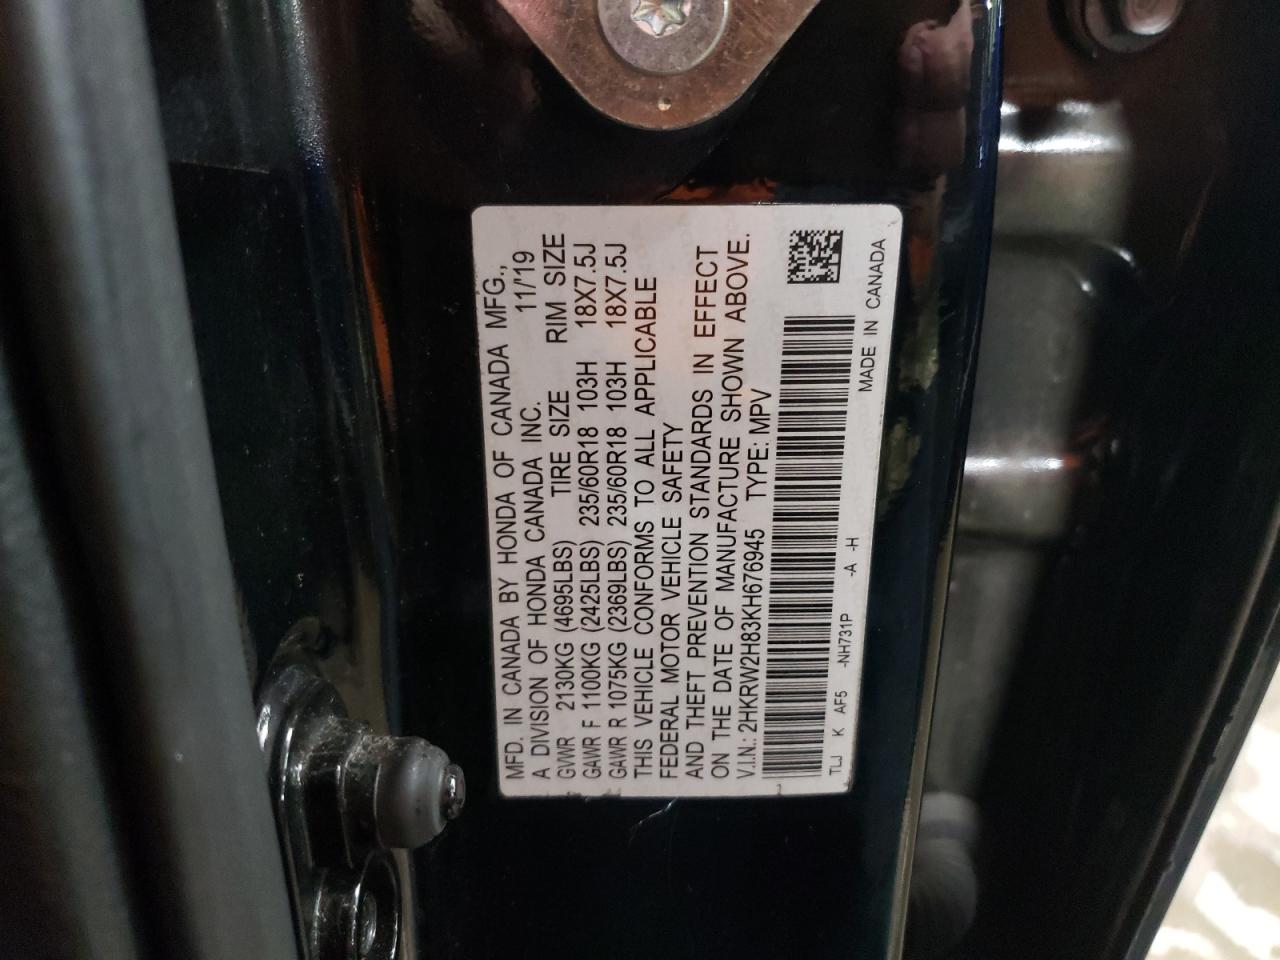 MFD. IN CANADA BY HONDA OF CANADA MFG.,
A DIVISION OF HONDA CANADA INC. 11/'19
GVWR 2130KG (4695LBS) TIRE SIZE RIM SIZE
GAWR F 1100KG (2425LBS) 235/60R18 103H 18X7.5J
GAWR R 1075KG (2369LBS) 235/60R18 103H 18X7.5J
THIS VEHICLE CONFORMS TO ALL APPLICABLE
FEDERAL MOTOR VEHICLE SAFETY
AND THEFT PREVENTION STANDARDS IN EFFECT
ON THE DATE OF MANUFACTURE SHOWN ABOVE.
V.I.N.: 2HKRW2H83KH676945 TYPE: MPV
TLJ K AF5 -NH731P -A -H MADE IN CANADA